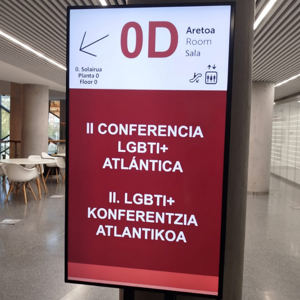 0D
Aretoa
Room
Sala
0. Solairua
Planta 0
Floor 0
II CONFERENCIA
LGBTI+
ATLÁNTICA
II. LGBTI+
KONFERENTZIA
ATLANTIKOA